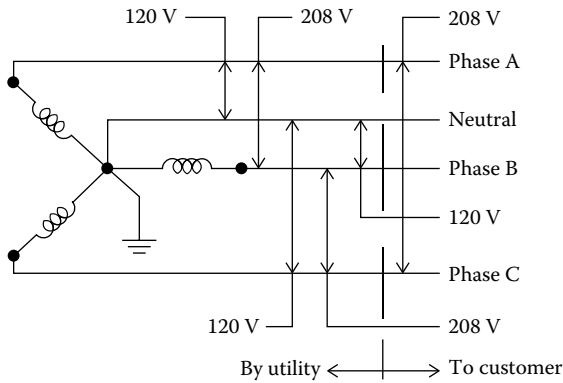 120 V
208 V
208 V
Phase A
Neutral
Phase B
120 V
Phase C
120 V
208 V
By utility
To customer